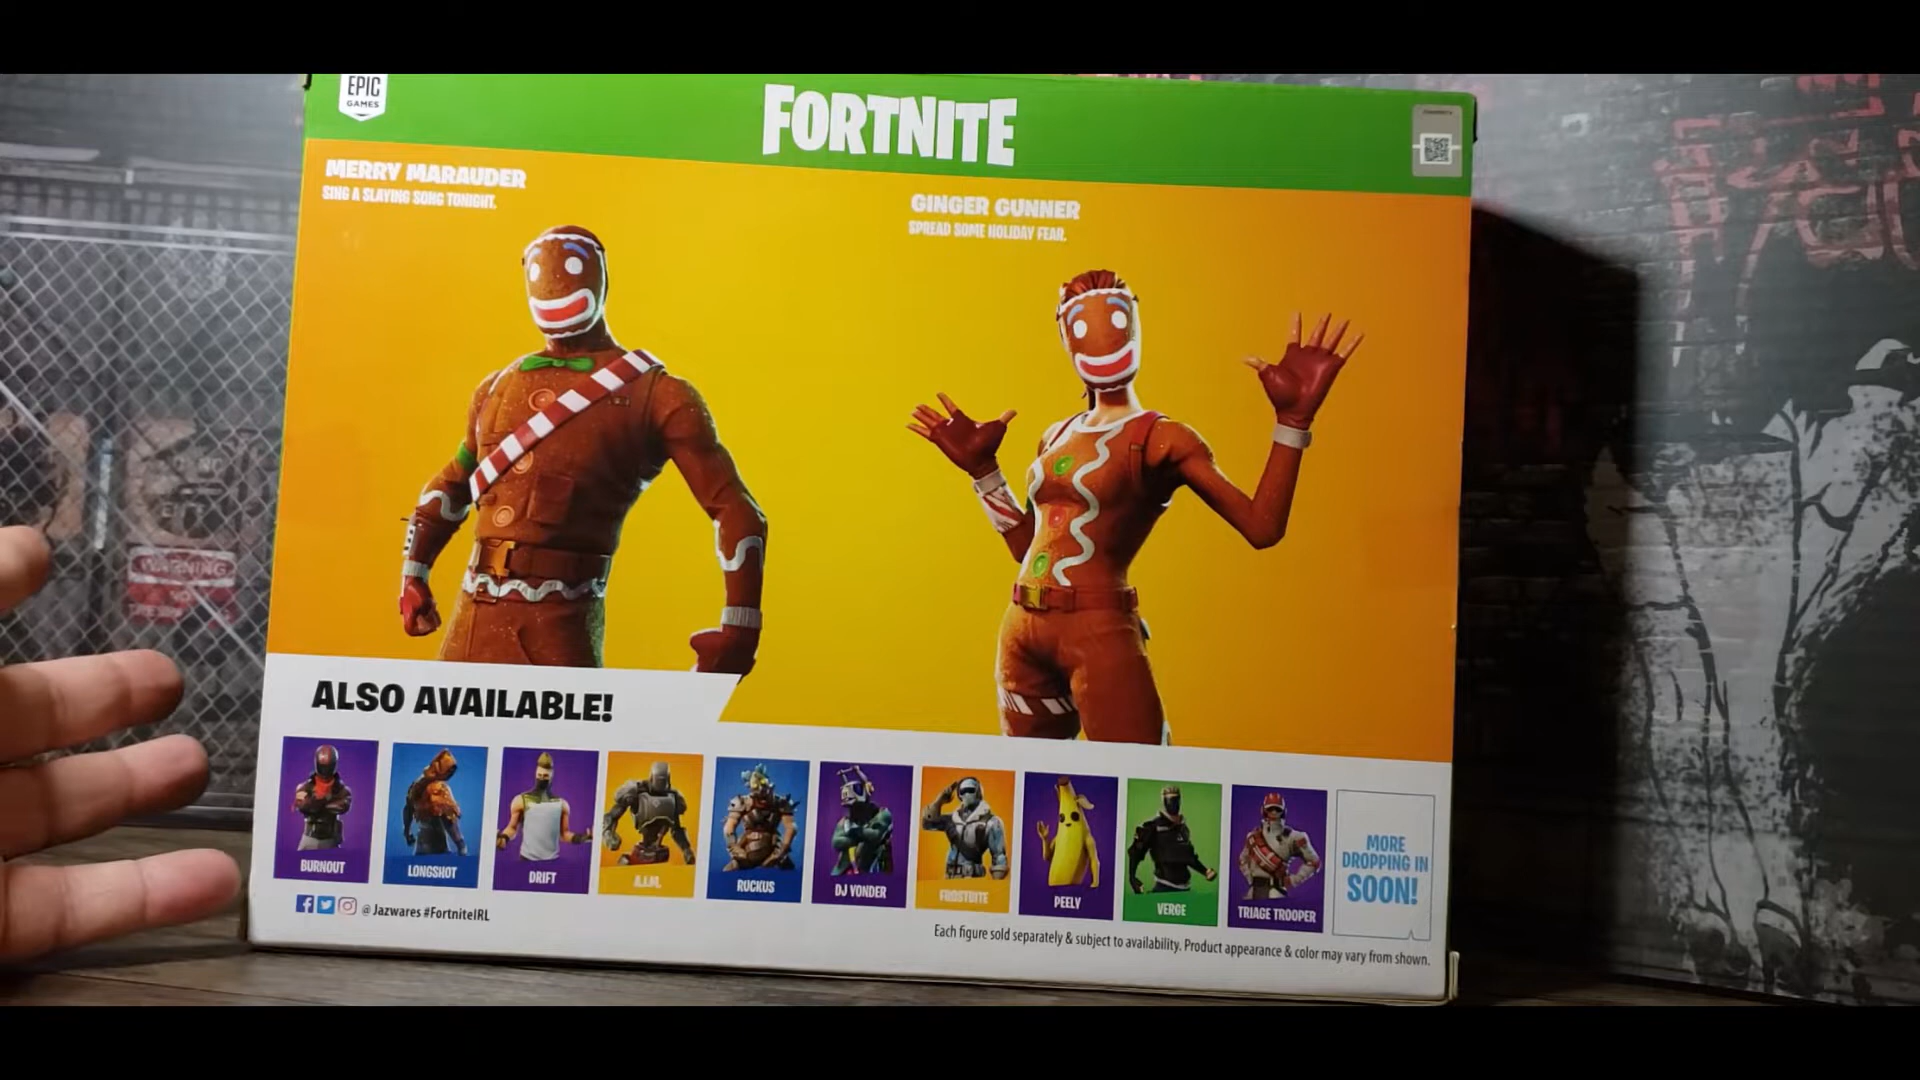 EPIC
GAMES
FORTNITE
MERRY MARAUDER
SING A SLAYING SONG TONIGHT.
GINGER GUNNER
SPREAD SOME HOLIDAY FEAR.
WARNING
NO
ALSO AVAILABLE!
BURNOUT
LONGSHOT
DRIFT
A.I.M.
RUCKUS
DJ YONDER
FROSTBITE
PEELY
VERGE
TRIAGE TROOPER
MORE
DROPPING IN
SOON!
@Jazwares #FortniteIRL
Each figure sold separately & subject to availability. Product appearance & color may vary from shown.